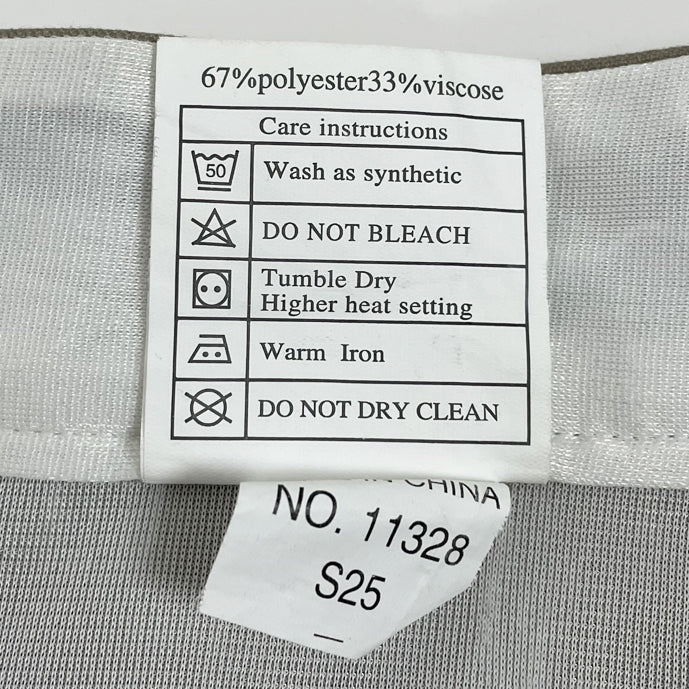 67%polyester33%viscose
Care instructions
50
Wash as synthetic
DO NOT BLEACH
Tumble Dry
Higher heat setting
Warm Iron
DO NOT DRY CLEAN
CHINA
NO. 11328
S25